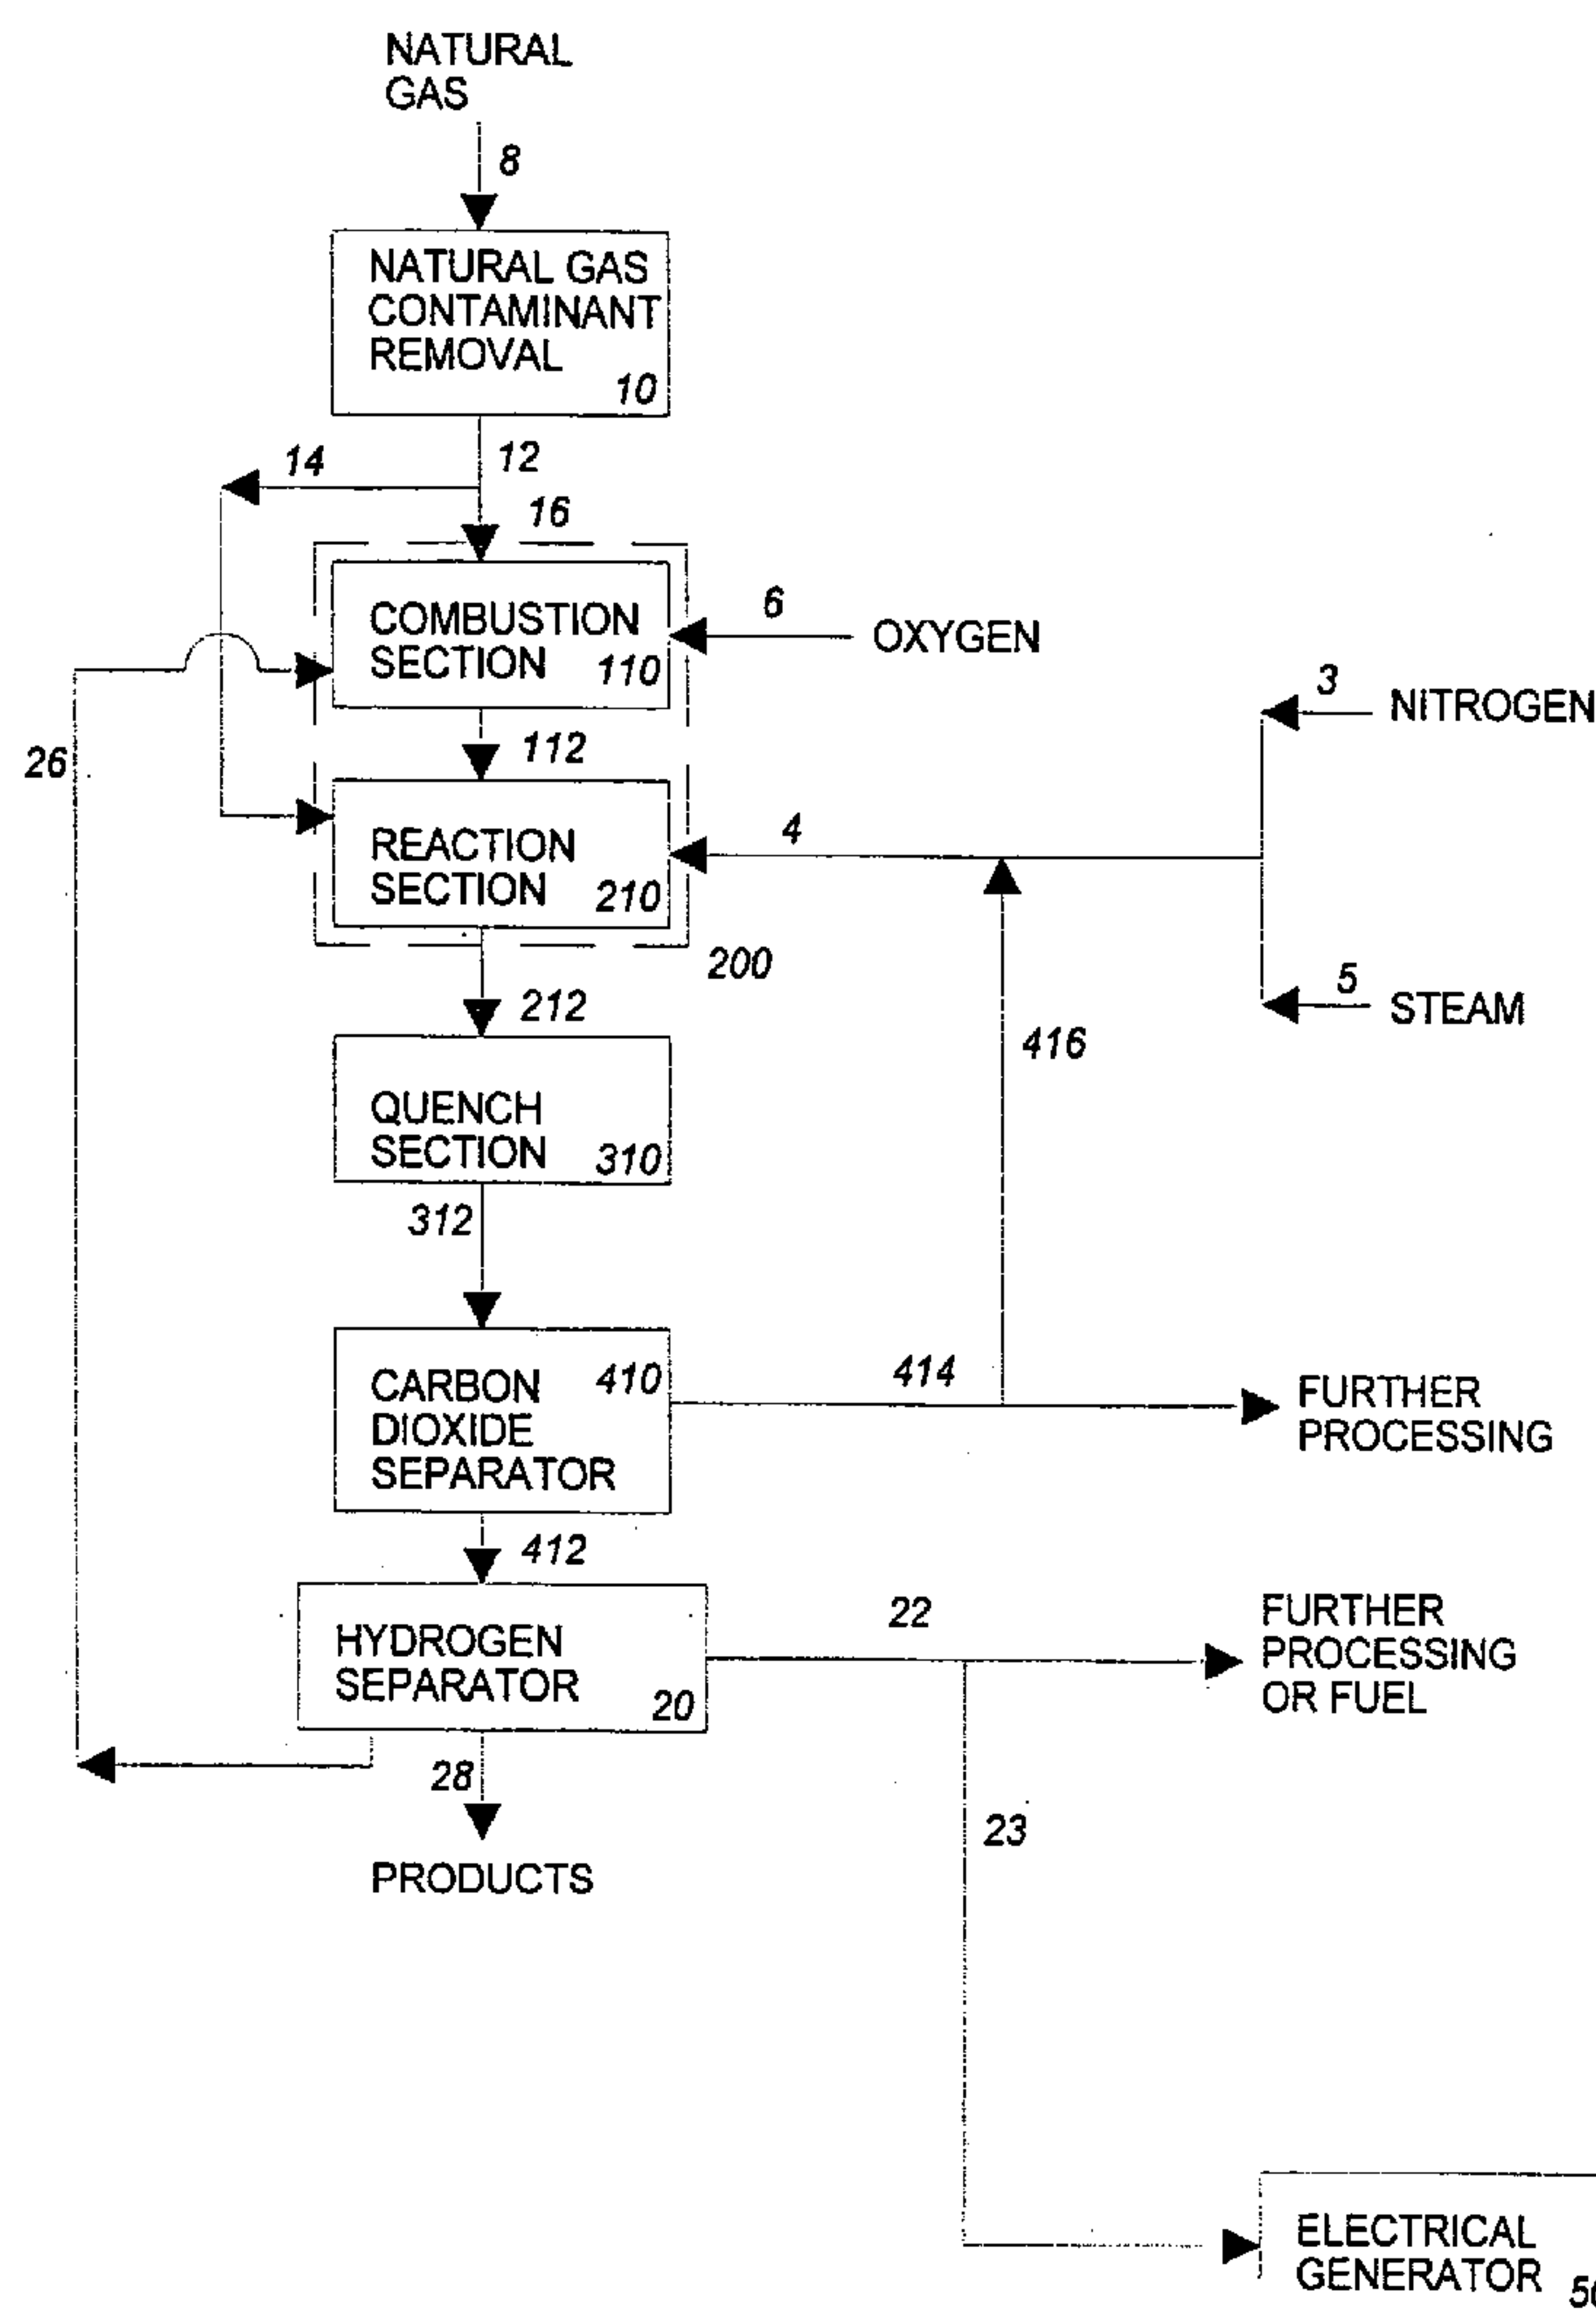 NATURAL
GAS
8
NATURAL GAS
CONTAMINANT
REMOVAL
10
14
12
16
COMBUSTION
SECTION
110
6
OXYGEN
3
NITROGEN
26
112
REACTION
SECTION
210
4
200
5
STEAM
212
416
QUENCH
SECTION
310
312
CARBON
DIOXIDE
SEPARATOR
410
414
FURTHER
PROCESSING
412
HYDROGEN
SEPARATOR
20
22
FURTHER
PROCESSING
OR FUEL
28
23
PRODUCTS
ELECTRICAL
GENERATOR